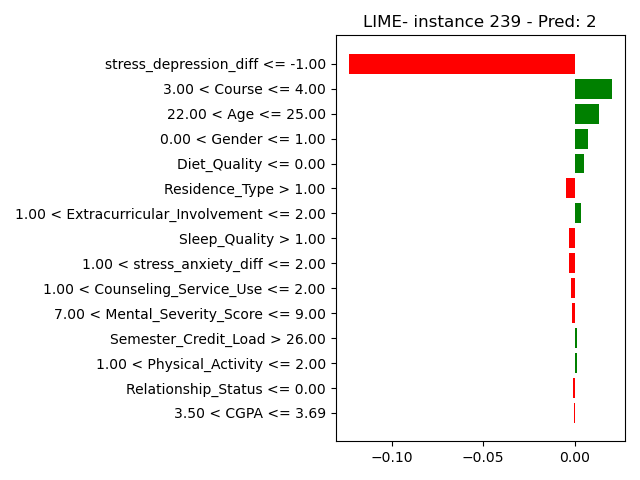 LIME- instance 239 - Pred: 2
stress_depression_diff <= -1.00
3.00 < Course <= 4.00
22.00 < Age <= 25.00
0.00 < Gender <= 1.00
Diet_Quality <= 0.00
Residence_Type > 1.00
1.00 < Extracurricular_Involvement <= 2.00
Sleep_Quality > 1.00
1.00 < stress_anxiety_diff <= 2.00
1.00 < Counseling_Service_Use <= 2.00
7.00 < Mental_Severity_Score <= 9.00
Semester_Credit_Load > 26.00
1.00 < Physical_Activity <= 2.00
Relationship_Status <= 0.00
3.50 < CGPA <= 3.69
−0.10 −0.05 0.00